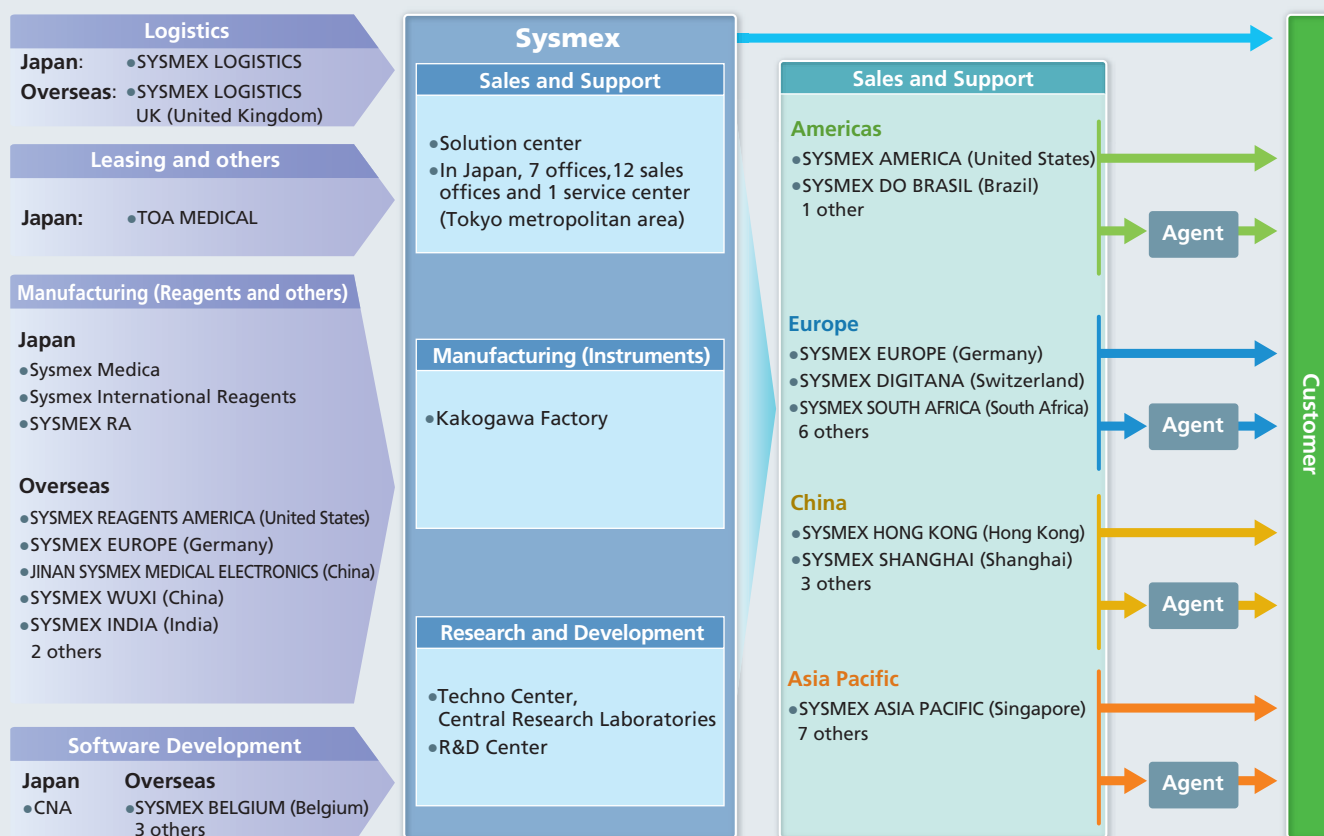 Logistics
Japan: •SYSMEX LOGISTICS
Overseas: •SYSMEX LOGISTICS
UK (United Kingdom)
Leasing and others
Japan: •TOA MEDICAL
Manufacturing (Reagents and others)
Japan
•Sysmex Medica
•Sysmex International Reagents
•SYSMEX RA
Overseas
•SYSMEX REAGENTS AMERICA (United States)
•SYSMEX EUROPE (Germany)
•JINAN SYSMEX MEDICAL ELECTRONICS (China)
•SYSMEX WUXI (China)
•SYSMEX INDIA (India)
2 others
Software Development
Japan Overseas
•CNA •SYSMEX BELGIUM (Belgium)
3 others
Sysmex
Sales and Support
•Solution center
•In Japan, 7 offices,12 sales
offices and 1 service center
(Tokyo metropolitan area)
Manufacturing (Instruments)
•Kakogawa Factory
Research and Development
•Techno Center,
Central Research Laboratories
•R&D Center
Sales and Support
Americas
•SYSMEX AMERICA (United States)
•SYSMEX DO BRASIL (Brazil)
1 other
Agent
Europe
•SYSMEX EUROPE (Germany)
•SYSMEX DIGITANA (Switzerland)
•SYSMEX SOUTH AFRICA (South Africa)
6 others
Agent
China
•SYSMEX HONG KONG (Hong Kong)
•SYSMEX SHANGHAI (Shanghai)
3 others
Agent
Asia Pacific
•SYSMEX ASIA PACIFIC (Singapore)
7 others
Agent
Customer